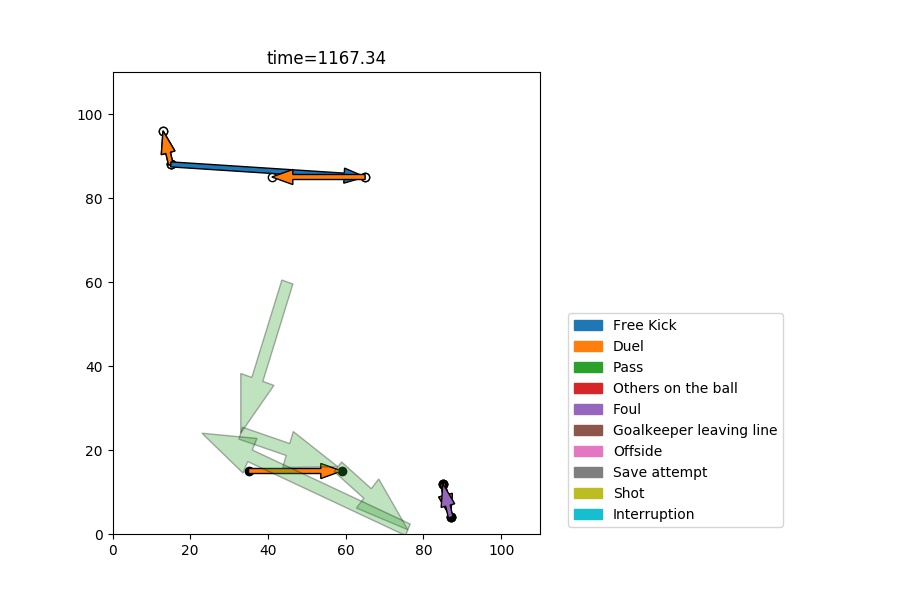 time=1167.34
100
80
60
40
20
0
0 20 40 60 80 100
Free Kick
Duel
Pass
Others on the ball
Foul
Goalkeeper leaving line
Offside
Save attempt
Shot
Interruption